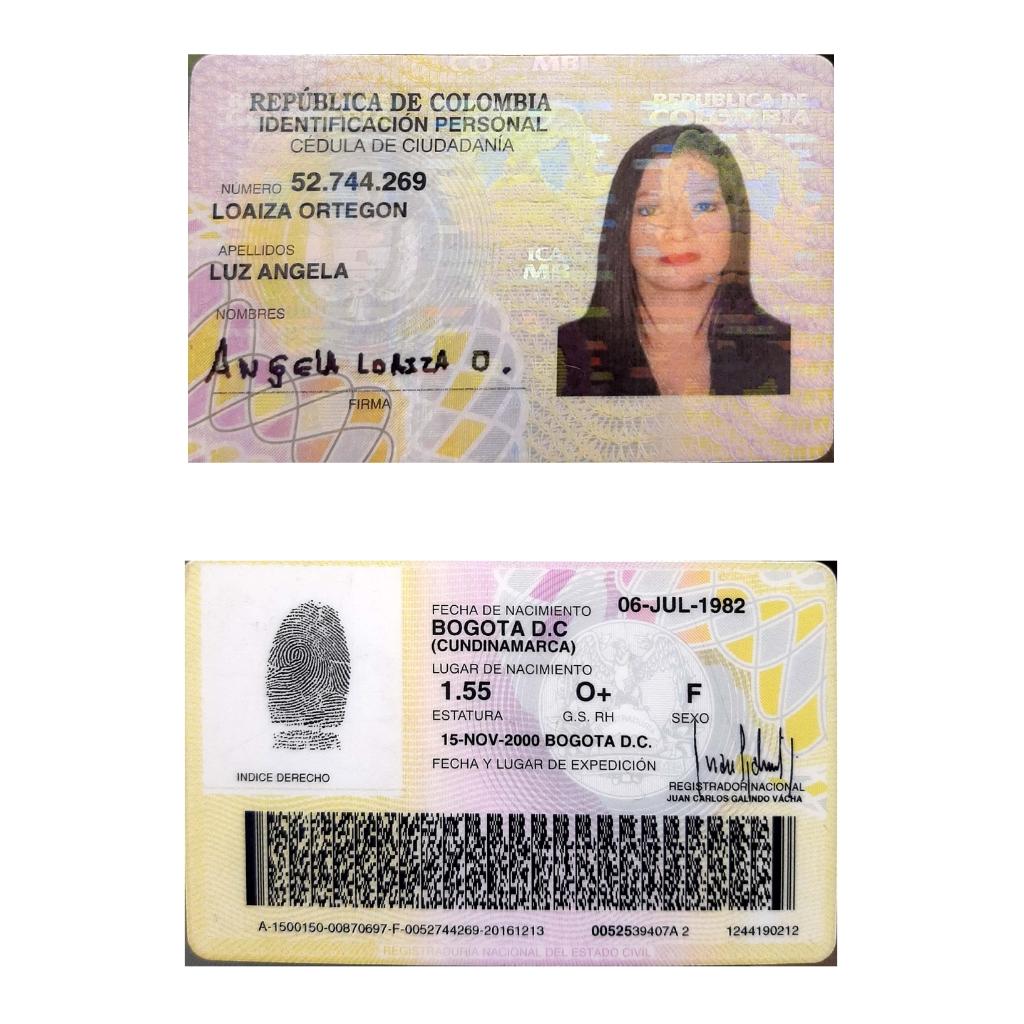 REPÚBLICA DE COLOMBIA
IDENTIFICACIÓN PERSONAL
CÉDULA DE CIUDADANÍA
REPUBLICA DE
COLOMBIA
NÚMERO 52.744.269
LOAIZA ORTEGON
APELLIDOS
LUZ ANGELA
NOMBRES
ANGELA LOAIZA O.
FIRMA
FECHA DE NACIMIENTO 06-JUL-1982
BOGOTA D.C
(CUNDINAMARCA)
LUGAR DE NACIMIENTO
1.55 O+ F
ESTATURA G.S. RH SEXO
15-NOV-2000 BOGOTA D.C.
FECHA Y LUGAR DE EXPEDICIÓN
REGISTRADOR NACIONAL
JUAN CARLOS GALINDO VÁCHA
INDICE DERECHO
A-1500150-00870697-F-0052744269-20161213 0052539407A 2 1244190212
REGISTRADURIA NACIONAL DEL ESTADO CIVIL